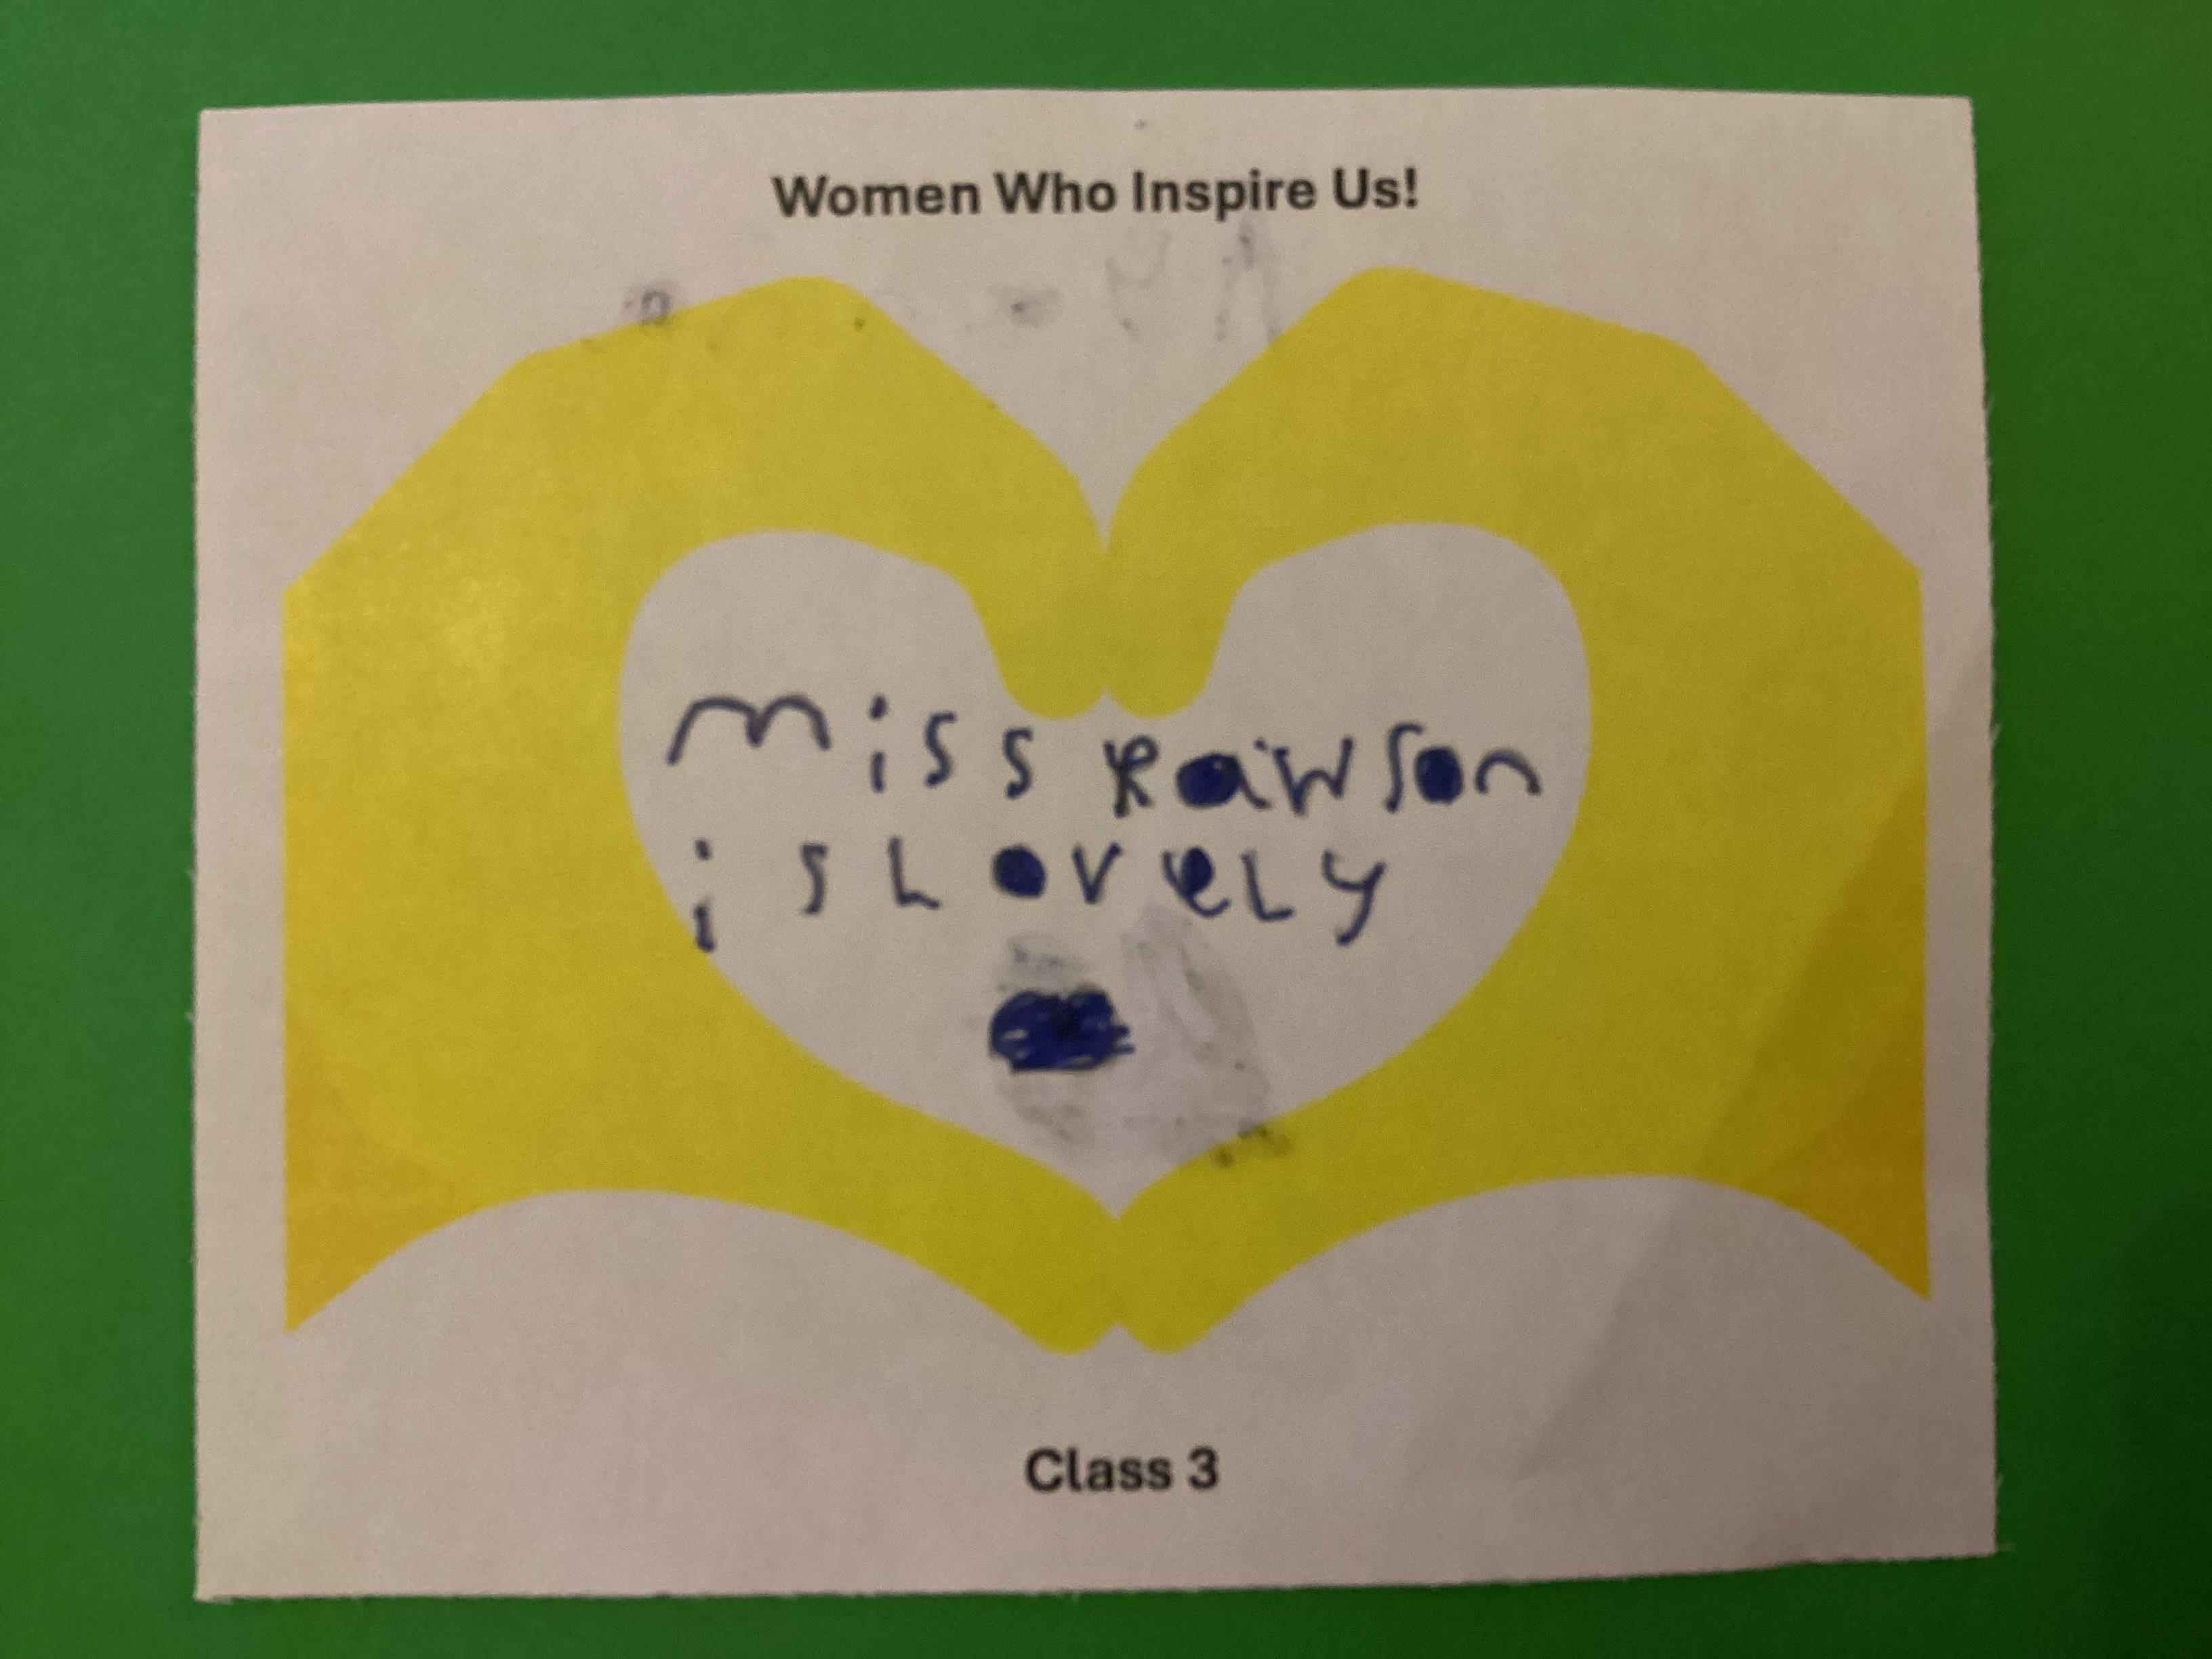 Women Who Inspire Us!
miss Rawson
is LoveLy
Class 3